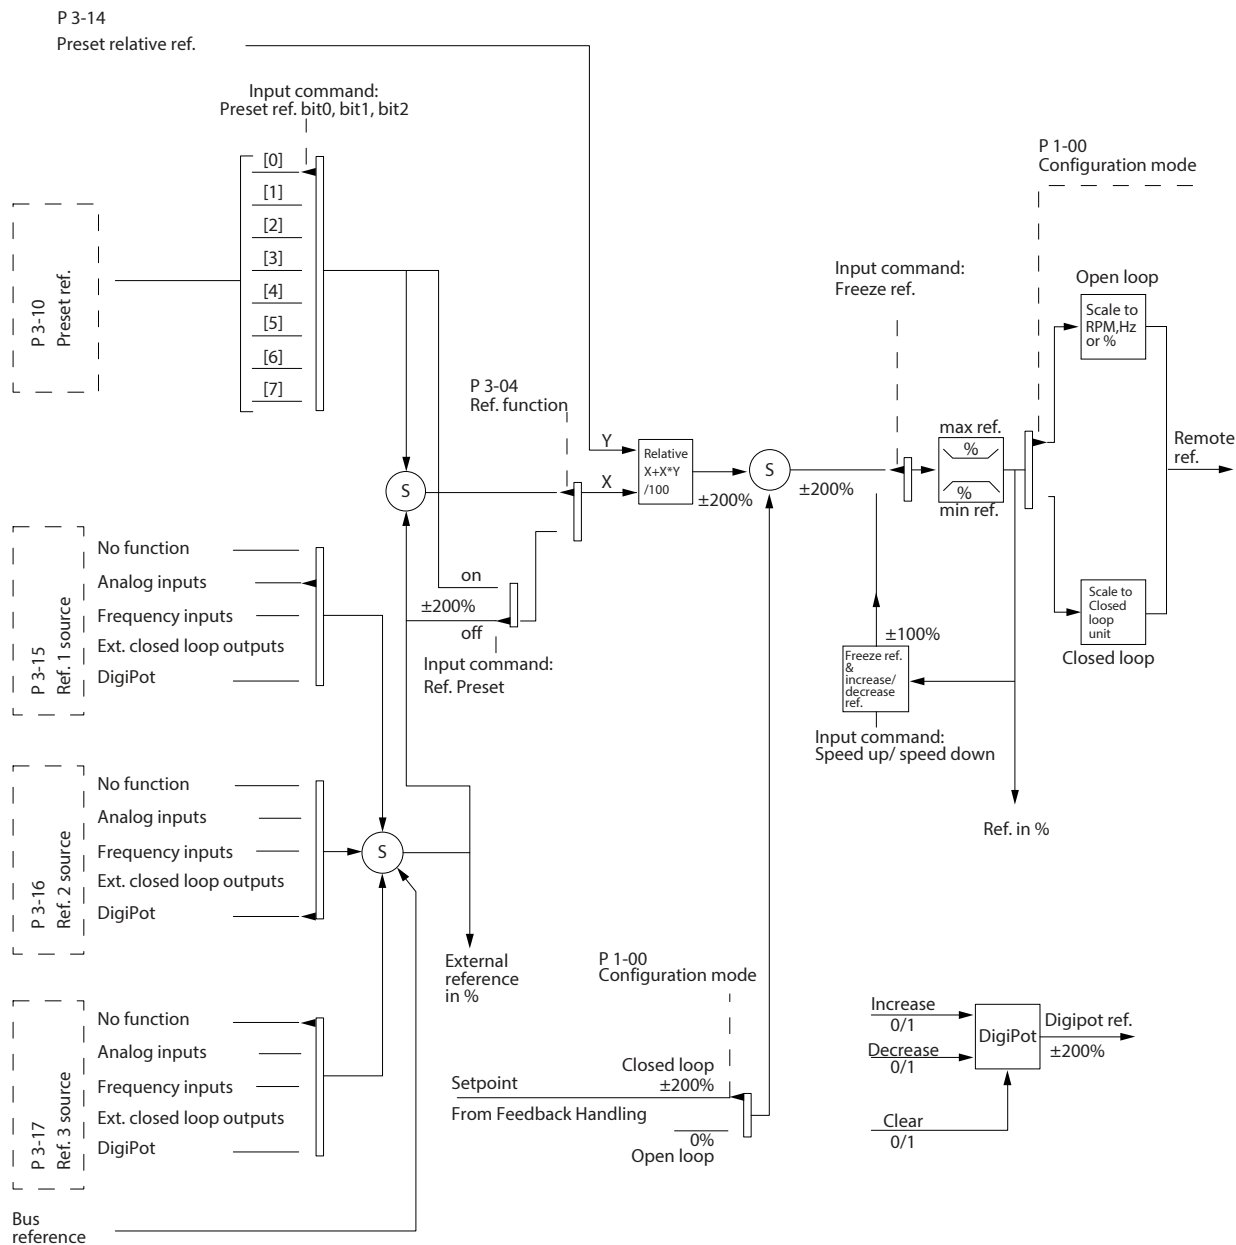 P 3-14
Preset relative ref.
Input command:
Preset ref. bit0, bit1, bit2
[0]
[1]
[2]
[3]
[4]
[5]
[6]
[7]
P 3-10
Preset ref.
P 1-00
Configuration mode
Input command:
Freeze ref.
Open loop
Scale to
RPM,Hz
or %
P 3-04
Ref. function
Y
X
Relative
X+X*Y
/100
±200%
S
±200%
max ref.
%
%
min ref.
Remote
ref.
S
on
±200%
off
Input command:
Ref. Preset
P 3-15
Ref. 1 source
No function
Analog inputs
Frequency inputs
Ext. closed loop outputs
DigiPot
±100%
Freeze ref.
&
increase/
decrease
ref.
Input command:
Speed up/ speed down
Scale to
Closed
loop
unit
Closed loop
Ref. in %
P 3-16
Ref. 2 source
No function
Analog inputs
Frequency inputs
Ext. closed loop outputs
DigiPot
S
External
reference
in %
P 1-00
Configuration mode
Closed loop
±200%
Setpoint
From Feedback Handling
0%
Open loop
P 3-17
Ref. 3 source
No function
Analog inputs
Frequency inputs
Ext. closed loop outputs
DigiPot
Bus
reference
Increase
0/1
Decrease
0/1
Clear
0/1
DigiPot
Digipot ref.
±200%